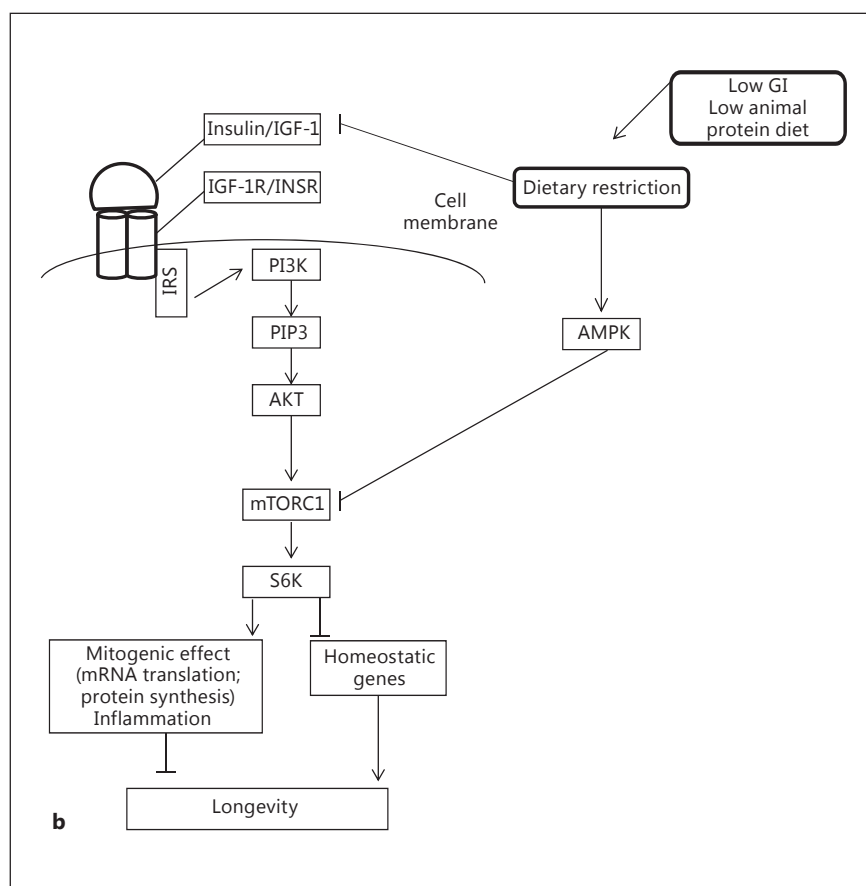 Low GI
Low animal
protein diet
Insulin/IGF-1
IGF-1R/INSR
Dietary restriction
Cell
membrane
IRS
PI3K
PIP3
AMPK
AKT
mTORC1
S6K
Mitogenic effect
(mRNA translation;
protein synthesis)
Inflammation
Homeostatic
genes
Longevity
b